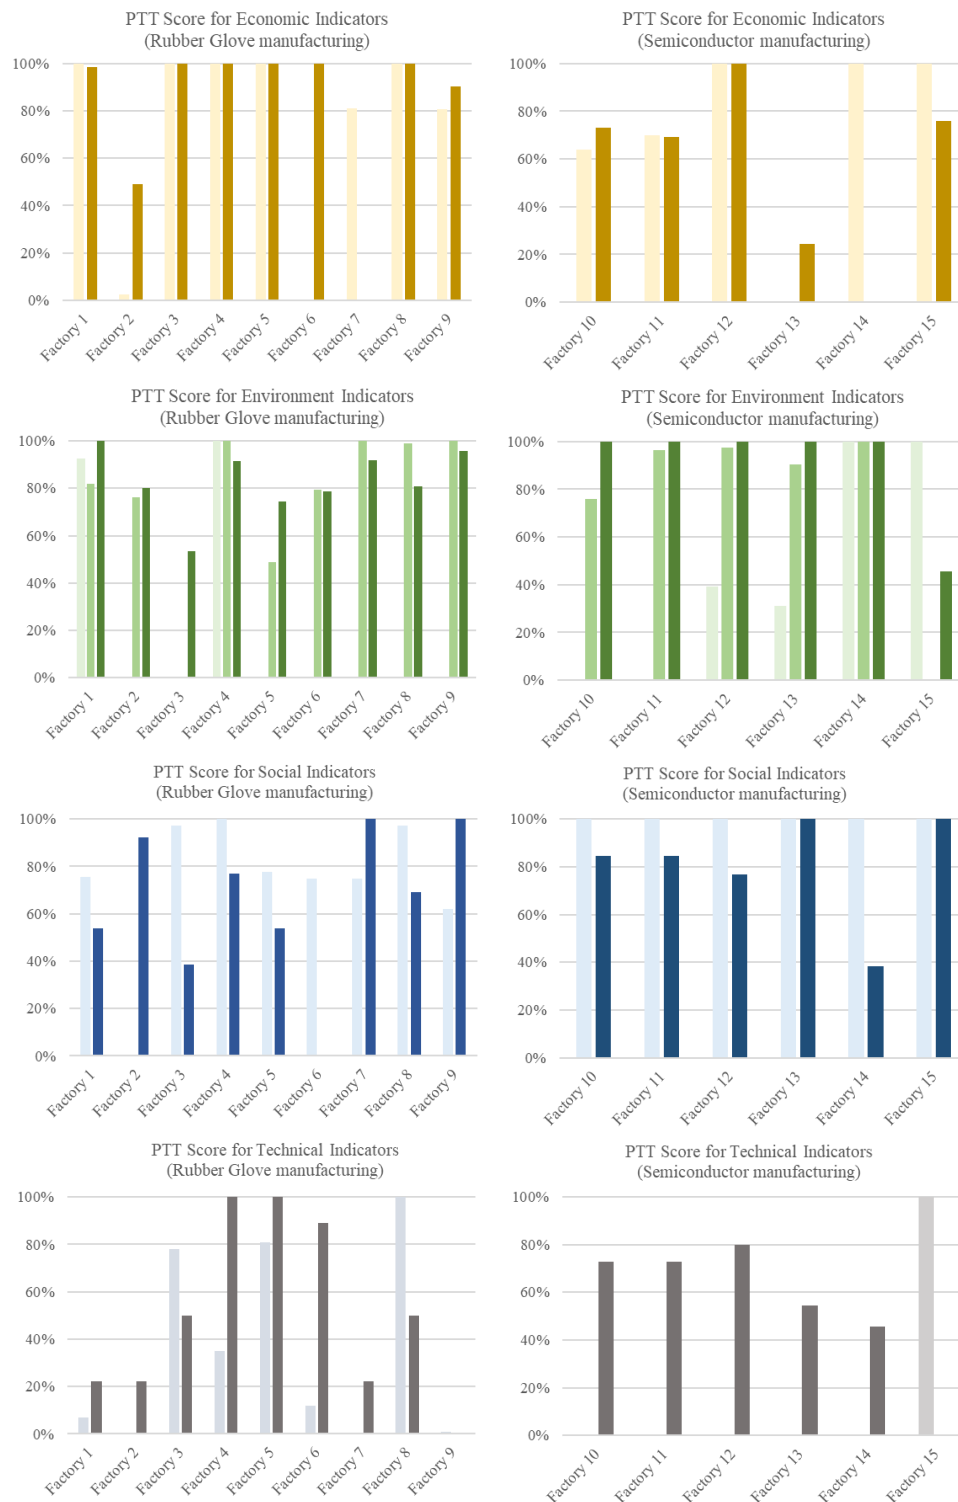 PTT Score for Economic Indicators
(Rubber Glove manufacturing)
100%
80%
60%
40%
20%
0%
Factory 1
Factory 2
Factory 3
Factory 4
Factory 5
Factory 6
Factory 7
Factory 8
Factory 9
PTT Score for Economic Indicators
(Semiconductor manufacturing)
100%
80%
60%
40%
20%
0%
Factory 10
Factory 11
Factory 12
Factory 13
Factory 14
Factory 15
PTT Score for Environment Indicators
(Rubber Glove manufacturing)
100%
80%
60%
40%
20%
0%
Factory 1
Factory 2
Factory 3
Factory 4
Factory 5
Factory 6
Factory 7
Factory 8
Factory 9
PTT Score for Environment Indicators
(Semiconductor manufacturing)
100%
80%
60%
40%
20%
0%
Factory 10
Factory 11
Factory 12
Factory 13
Factory 14
Factory 15
PTT Score for Social Indicators
(Rubber Glove manufacturing)
100%
80%
60%
40%
20%
0%
Factory 1
Factory 2
Factory 3
Factory 4
Factory 5
Factory 6
Factory 7
Factory 8
Factory 9
PTT Score for Social Indicators
(Semiconductor manufacturing)
100%
80%
60%
40%
20%
0%
Factory 10
Factory 11
Factory 12
Factory 13
Factory 14
Factory 15
PTT Score for Technical Indicators
(Rubber Glove manufacturing)
100%
80%
60%
40%
20%
0%
Factory 1
Factory 2
Factory 3
Factory 4
Factory 5
Factory 6
Factory 7
Factory 8
Factory 9
PTT Score for Technical Indicators
(Semiconductor manufacturing)
100%
80%
60%
40%
20%
0%
Factory 10
Factory 11
Factory 12
Factory 13
Factory 14
Factory 15